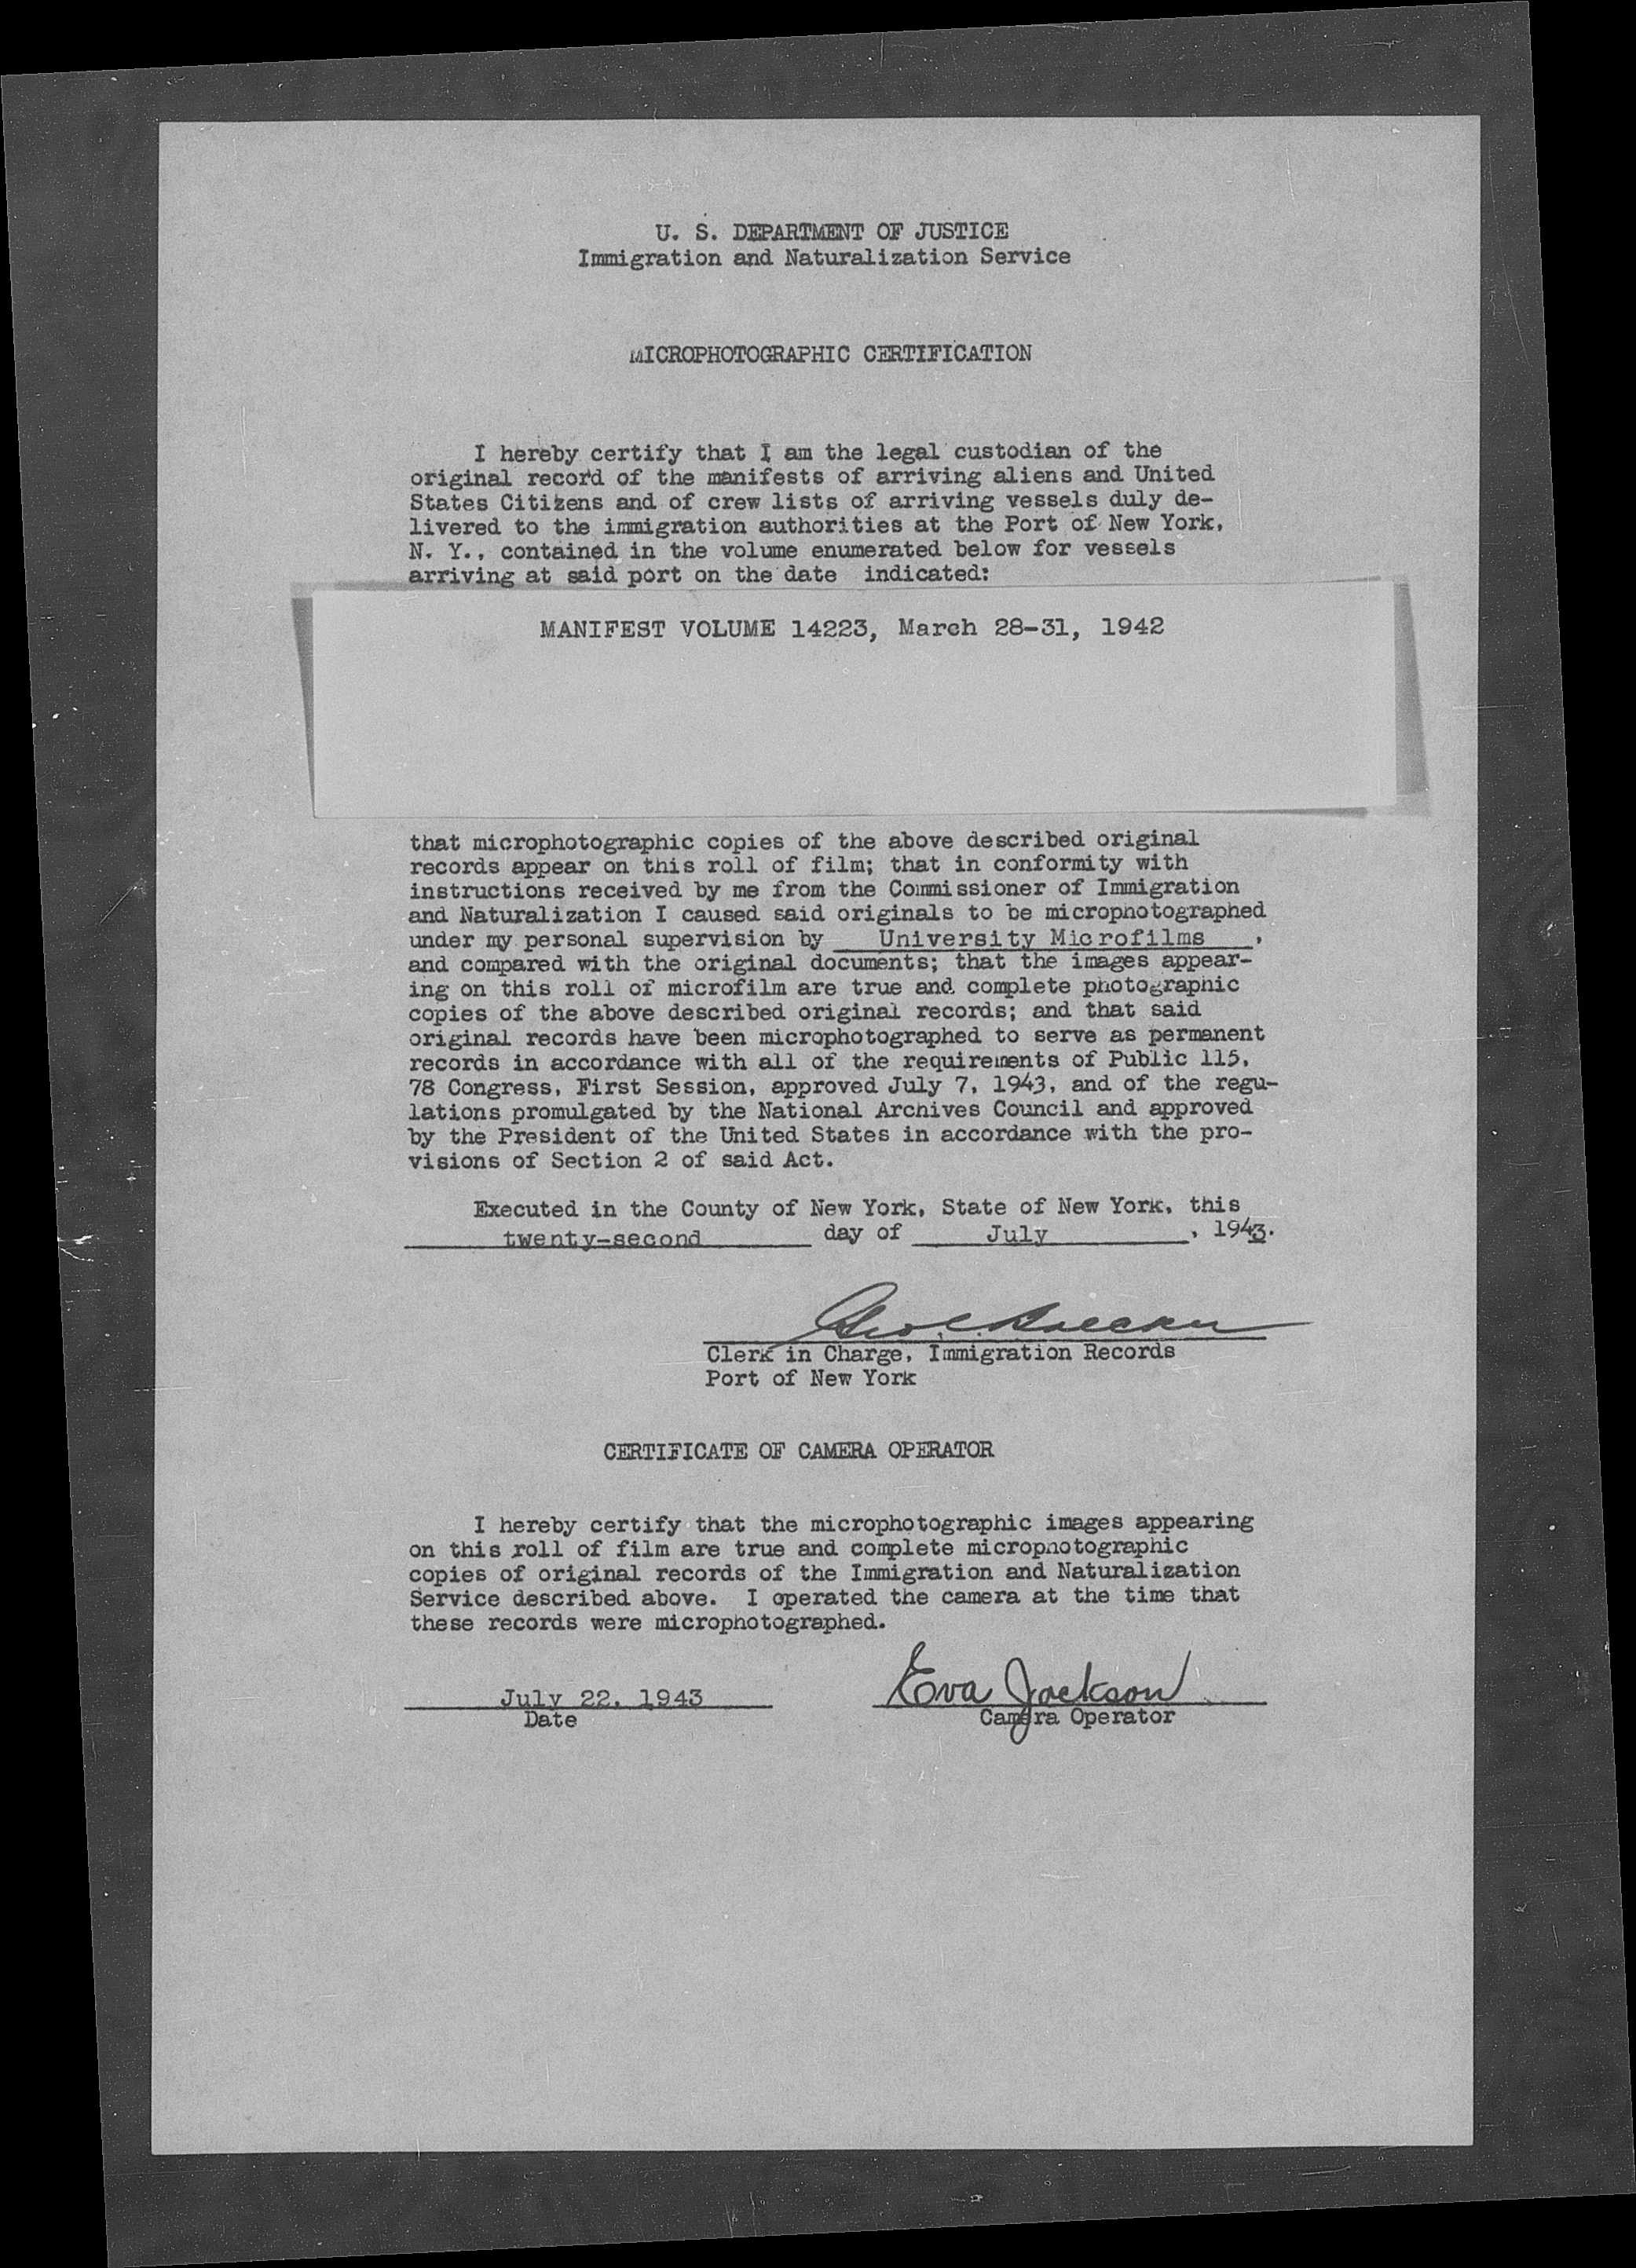 U. S. DEPARTMENT OF JUSTICE
Immigration and Naturalization Service
MICROPHOTOGRAPHIC CERTIFICATION
I hereby certify that I am the legal custodian of the
original record of the manifests of arriving aliens and United
States Citizens and of crew lists of arriving vessels duly de-
livered to the immigration authorities at the Port of New York,
N. Y., contained in the volume enumerated below for vessels
arriving at said port on the date indicated:
MANIFEST VOLUME 14223, March 28-31, 1942
that microphotographic copies of the above described original
records appear on this roll of film; that in conformity with
instructions received by me from the Commissioner of Immigration
and Naturalization I caused said originals to be microphotographed
under my personal supervision by University Microfilms ,
and compared with the original documents; that the images appear-
ing on this roll of microfilm are true and complete photographic
copies of the above described original records; and that said
original records have been microphotographed to serve as permanent
records in accordance with all of the requirements of Public 115,
78 Congress, First Session, approved July 7, 1943, and of the regu-
lations promulgated by the National Archives Council and approved
by the President of the United States in accordance with the pro-
visions of Section 2 of said Act.
Executed in the County of New York, State of New York, this
twenty-second day of July , 1943.
Clerk in Charge, Immigration Records
Port of New York
CERTIFICATE OF CAMERA OPERATOR
I hereby certify that the microphotographic images appearing
on this roll of film are true and complete microphotographic
copies of original records of the Immigration and Naturalization
Service described above. I operated the camera at the time that
these records were microphotographed.
July 22, 1943 Eva Jackson
Date Camera Operator